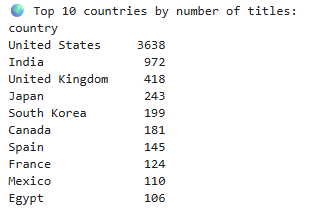 🌍 Top 10 countries by number of titles:
country
United States     3638
India              972
United Kingdom     418
Japan              243
South Korea        199
Canada             181
Spain              145
France             124
Mexico             110
Egypt              106